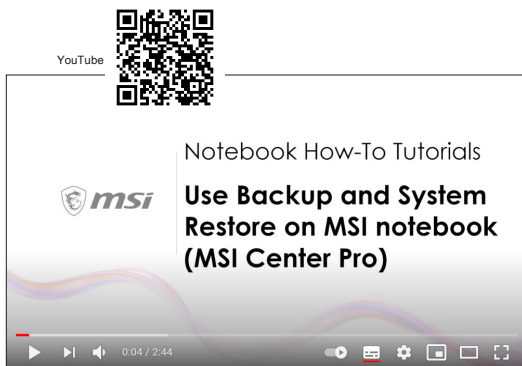 YouTube
Notebook How-To Tutorials
msi
Use Backup and System
Restore on MSI notebook
(MSI Center Pro)
0:04 / 2:44